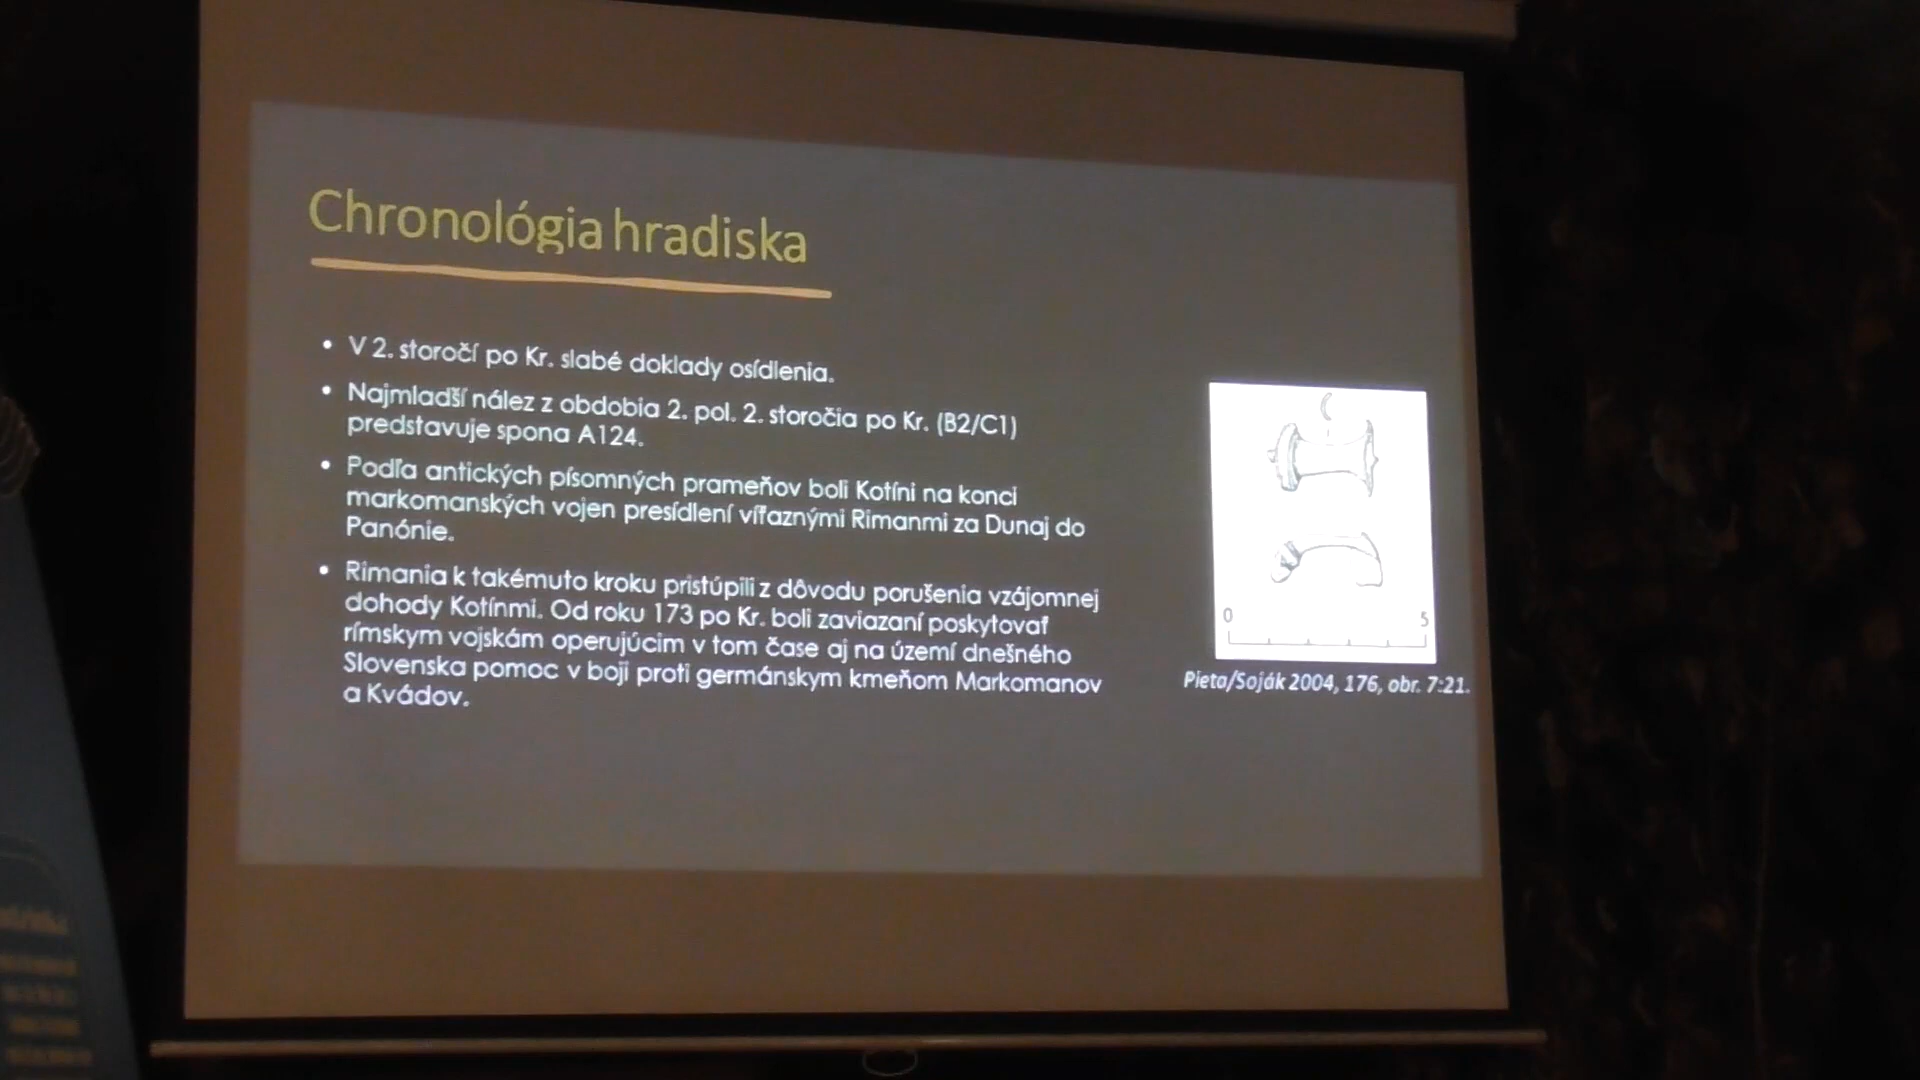 Chronológia hradiska
• V 2. storočí po Kr. slabé doklady osídlenia.
• Najmladší nález z obdobia 2. pol. 2. storočia po Kr. (B2/C1)
predstavuje spona A124.
• Podľa antických písomných prameňov boli Kotíni na konci
markomanských vojen presídlení víťaznými Rimanmi za Dunaj do
Panónie.
• Rimania k takémuto kroku pristúpili z dôvodu porušenia vzájomnej
dohody Kotínmi. Od roku 173 po Kr. boli zaviazaní poskytovať
rímskym vojskám operujúcim v tom čase aj na území dnešného
Slovenska pomoc v boji proti germánskym kmeňom Markomanov
a Kvádov.
0 5
Pieta/Soják 2004, 176, obr. 7:21.